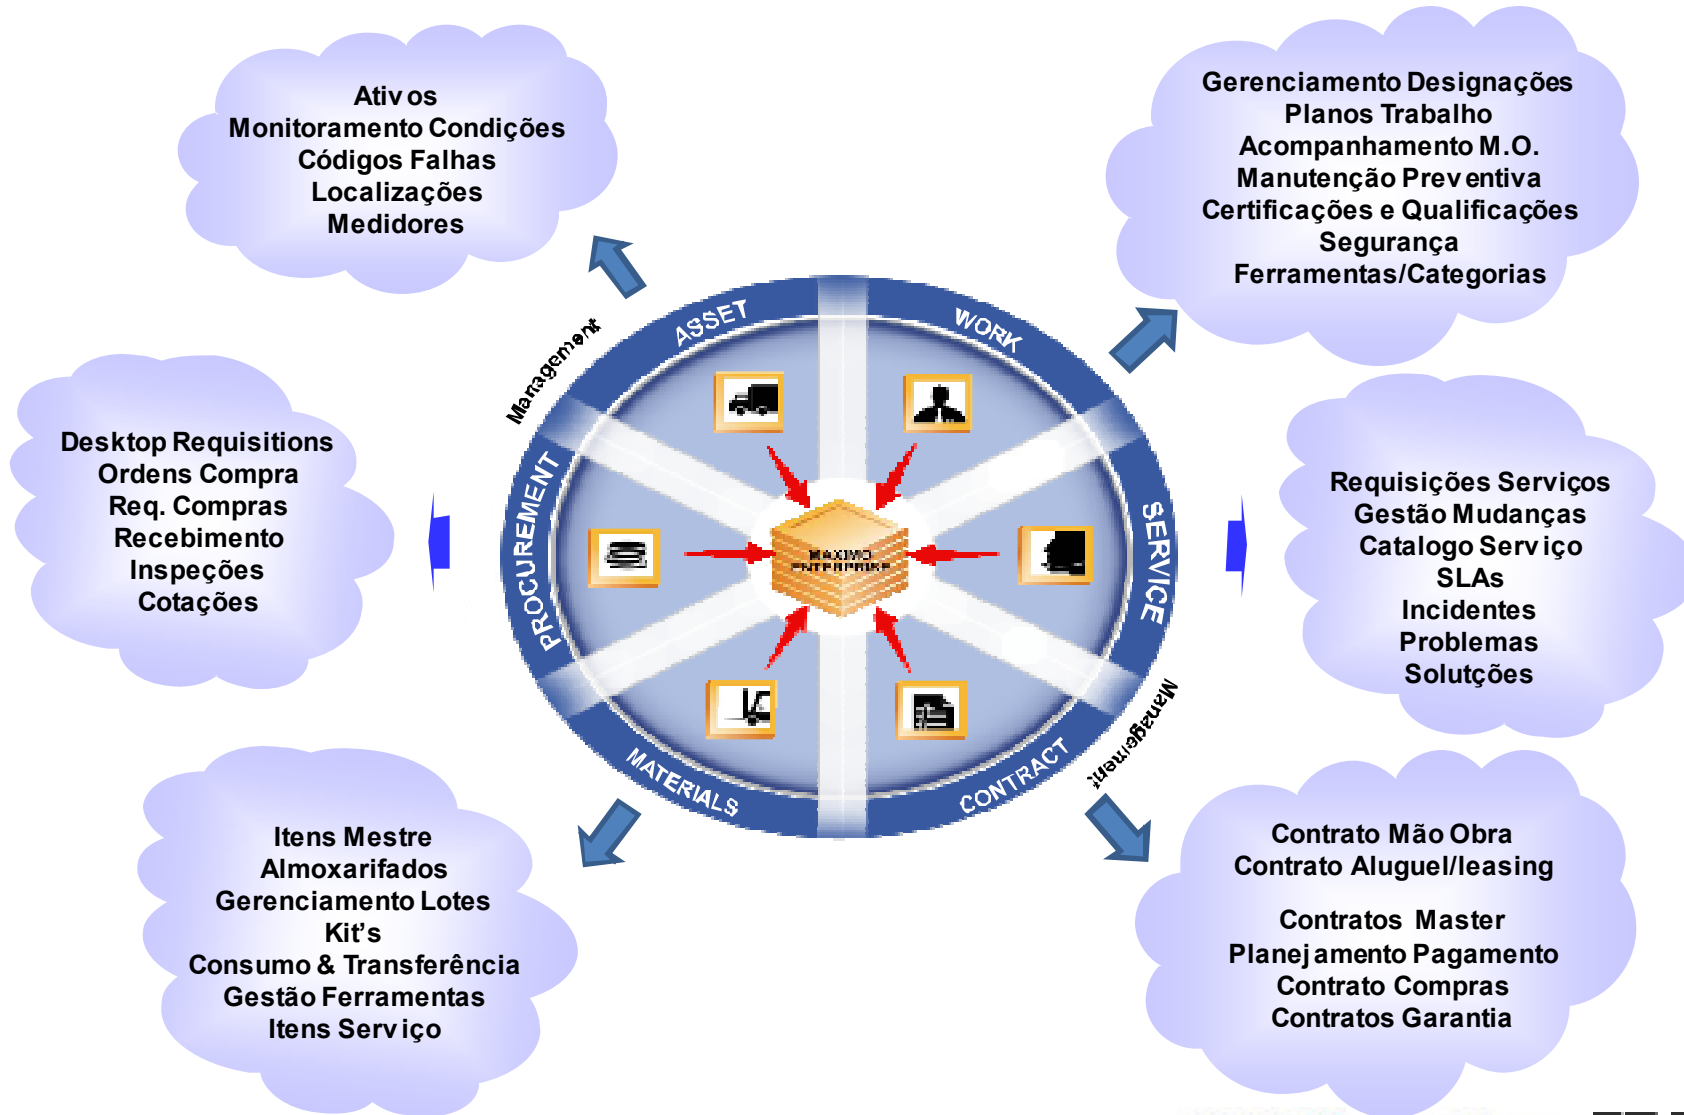 Ativos
Monitoramento Condições
Códigos Falhas
Localizações
Medidores
Gerenciamento Designações
Planos Trabalho
Acompanhamento M.O.
Manutenção Preventiva
Certificações e Qualificações
Segurança
Ferramentas/Categorias
Management
ASSET
WORK
Desktop Requisitions
Ordens Compra
Req. Compras
Recebimento
Inspeções
Cotações
PROCUREMENT
MAXIMO
ENTERPRISE
SERVICE
Requisições Serviços
Gestão Mudanças
Catalogo Serviço
SLAs
Incidentes
Problemas
Solutções
MATERIALS
CONTRACT
Management
Itens Mestre
Almoxarifados
Gerenciamento Lotes
Kit's
Consumo & Transferência
Gestão Ferramentas
Itens Serviço
Contrato Mão Obra
Contrato Aluguel/leasing
Contratos Master
Planejamento Pagamento
Contrato Compras
Contratos Garantia